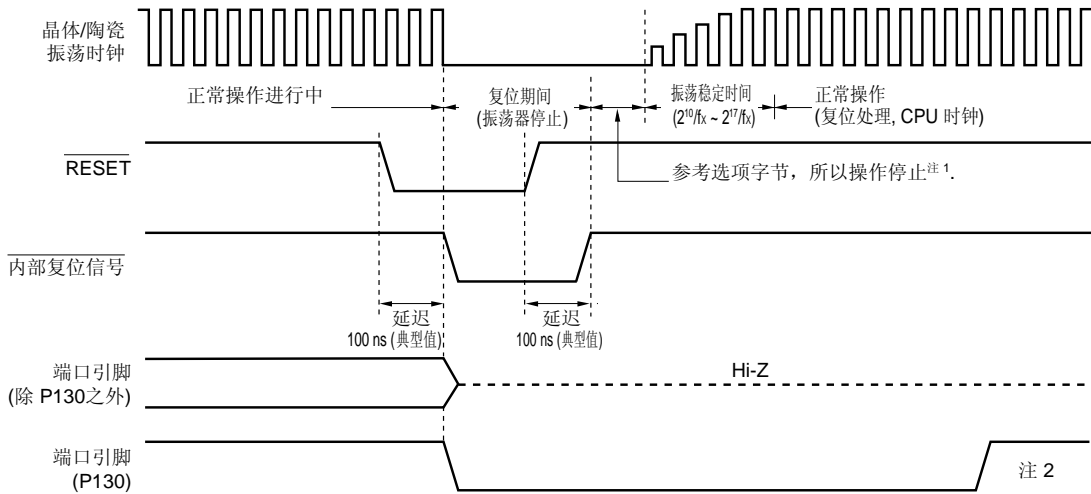 晶体/陶瓷
振荡时钟
正常操作进行中
复位期间
(振荡器停止)
振荡稳定时间
(2¹⁰/fx ~ 2¹⁷/fx)
正常操作
(复位处理, CPU 时钟)
RESET
参考选项字节，所以操作停止注 1.
内部复位信号
延迟
100 ns (典型值)
延迟
100 ns (典型值)
端口引脚
(除 P130之外)
Hi-Z
端口引脚
(P130)
注 2